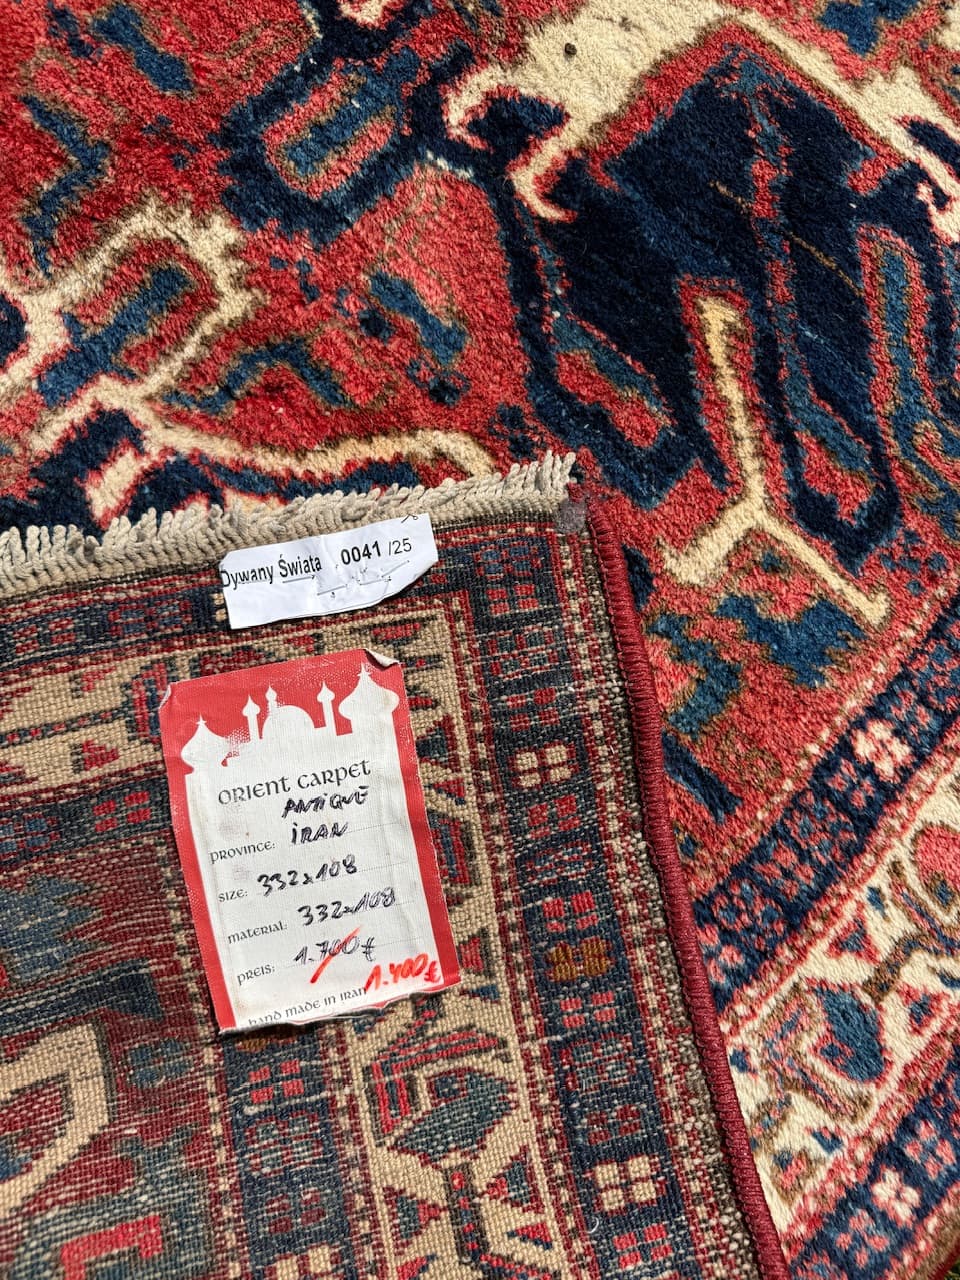 Dywany Świata 0041 /25
ORIENT CARPET
ANTIQUE
PROVINCE: IRAN
SIZE: 332x108
MATERIAL: 332x108
PREIS: 1.700 €
1.400€
HAND MADE IN IRAN